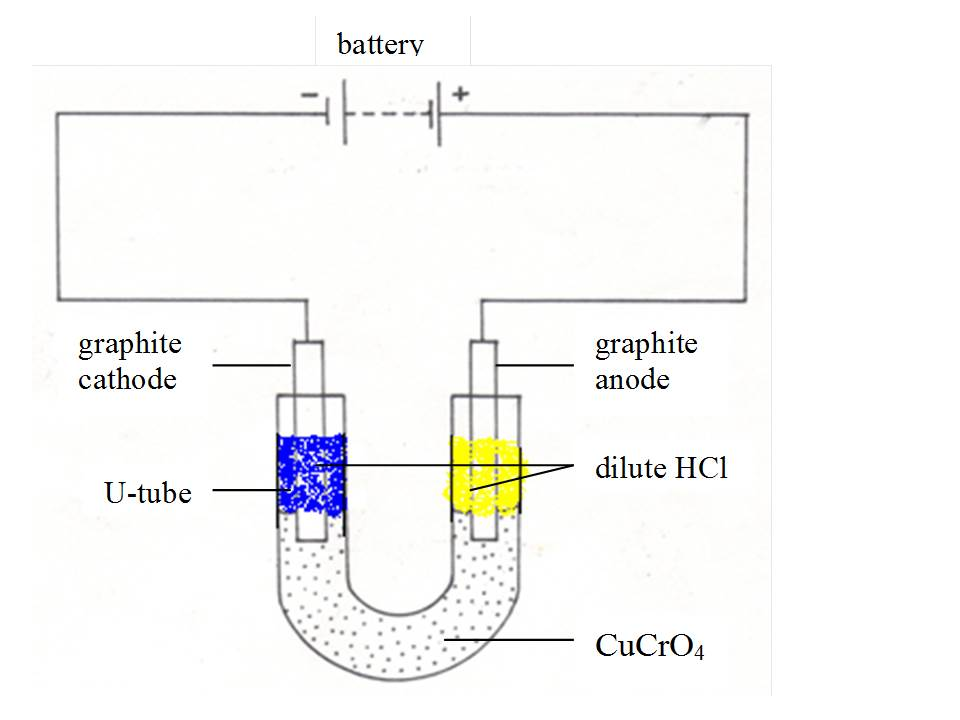 battery
− +
graphite
cathode
graphite
anode
dilute HCl
U-tube
CuCrO₄